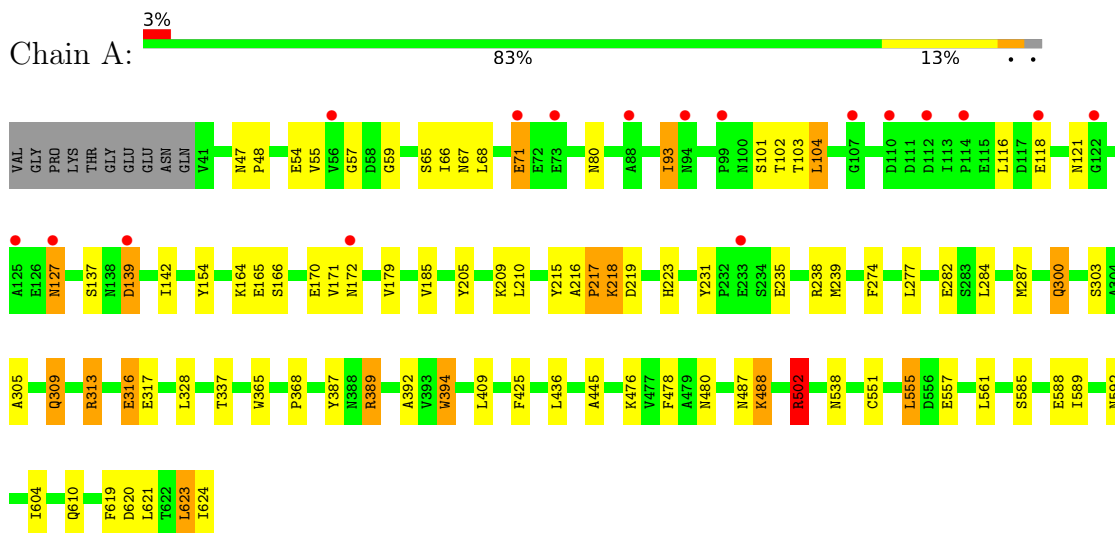 3%
Chain A:
83% 13% • •
VAL GLY PRO LYS THR GLY GLU GLU ASN GLN V41 N47 P48 E54 V55 V56 G57 D58 G59 S65 I66 N67 L68 E71 E72 E73 N80 A88 I93 N94 P99 N100 S101 T102 T103 L104 G107 D110 D111 D112 I113 P114 E115 L116 D117 E118 N121 G122
A125 E126 N127 S137 N138 D139 I142 Y154 K164 E165 S166 E170 V171 N172 V179 V185 Y205 K209 L210 Y215 A216 P217 K218 D219 H223 Y231 P232 E233 S234 E235 R238 M239 F274 L277 E282 S283 L284 M287 Q300 S303 A304
A305 Q309 R313 E316 E317 L328 T337 W365 P368 Y387 N388 R389 A392 V393 W394 L409 F425 L436 A445 K476 V477 F478 A479 N480 N487 K488 R502 N538 C551 L555 D556 E557 L561 S585 E588 I589 N592
I604 Q610 F619 D620 L621 T622 L623 I624